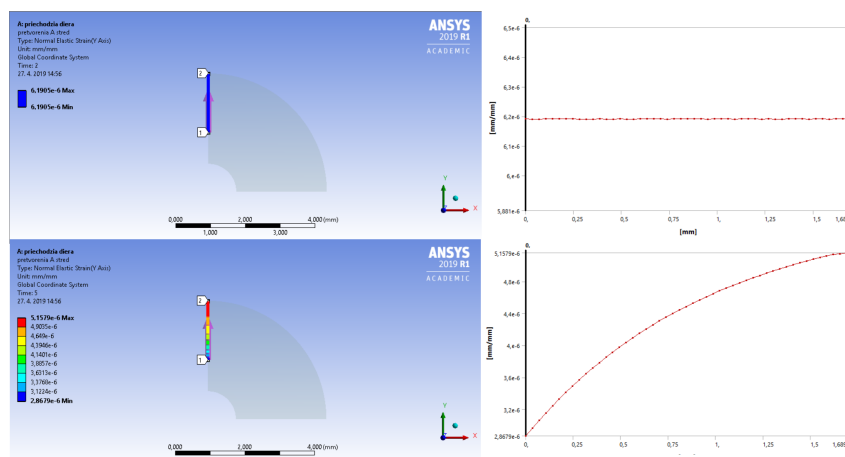 A: priechodzia diera
pretvorenia A stred
Type: Normal Elastic Strain(Y Axis)
Unit: mm/mm
Global Coordinate System
Time: 2
27. 4. 2019 14:56
6,1905e-6 Max
6,1905e-6 Min
ANSYS
2019 R1
ACADEMIC
2
1
Y
X
0,000 2,000 4,000 (mm)
1,000 3,000
0,
6,5e-6
6,4e-6
6,3e-6
6,2e-6
6,1e-6
6,e-6
5,881e-6
[mm/mm]
0, 0,25 0,5 0,75 1, 1,25 1,5
[mm]
A: priechodzia diera
pretvorenia A stred
Type: Normal Elastic Strain(Y Axis)
Unit: mm/mm
Global Coordinate System
Time: 5
27. 4. 2019 14:56
5,1579e-6 Max
4,9035e-6
4,649e-6
4,3946e-6
4,1401e-6
3,8857e-6
3,6313e-6
3,3768e-6
3,1224e-6
2,8679e-6 Min
ANSYS
2019 R1
ACADEMIC
2
1
Y
X
0,000 2,000 4,000 (mm)
0,
5,1579e-6
4,8e-6
4,4e-6
4,e-6
3,6e-6
3,2e-6
2,8679e-6
[mm/mm]
0, 0,25 0,5 0,75 1, 1,25 1,5 1,689